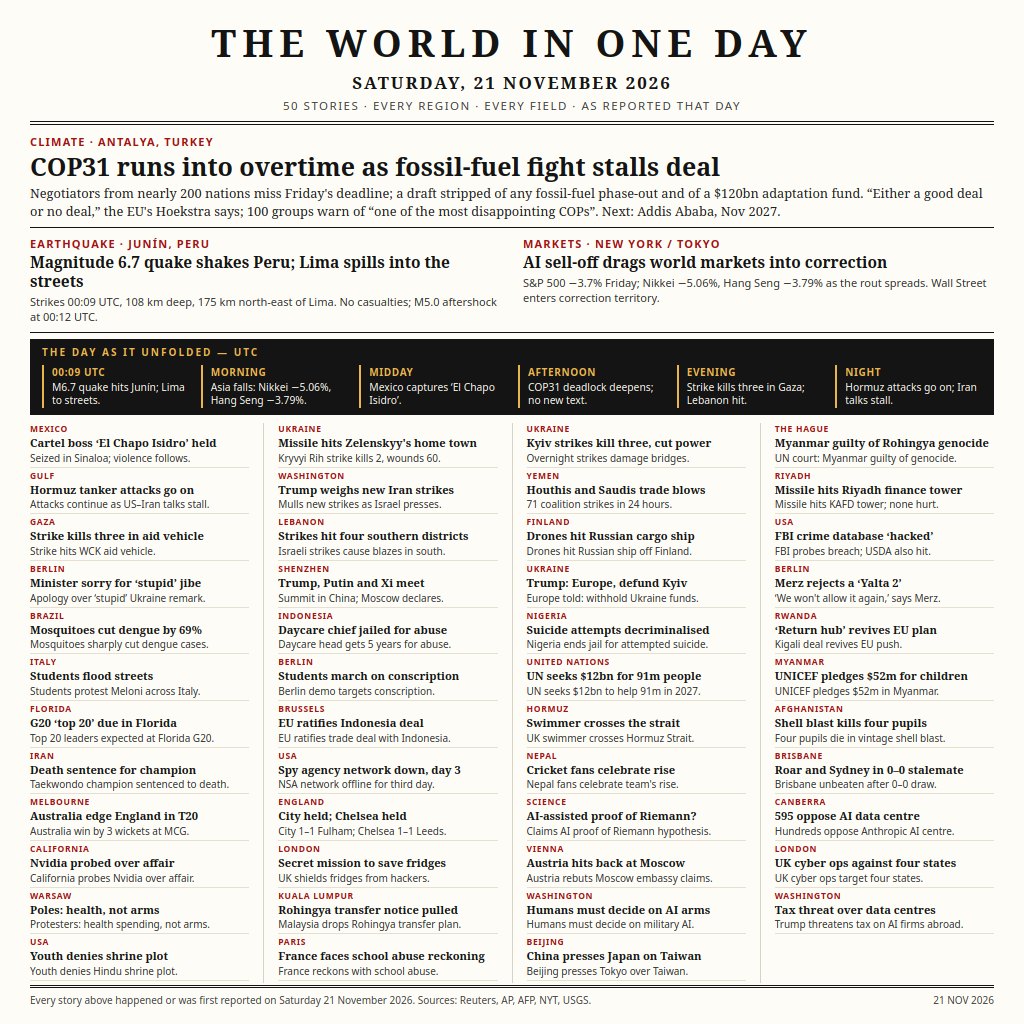 THE WORLD IN ONE DAY
SATURDAY, 21 NOVEMBER 2026
50 STORIES · EVERY REGION · EVERY FIELD · AS REPORTED THAT DAY
CLIMATE · ANTALYA, TURKEY
COP31 runs into overtime as fossil-fuel fight stalls deal
Negotiators from nearly 200 nations miss Friday's deadline; a draft stripped of any fossil-fuel phase-out and of a $120bn adaptation fund. “Either a good deal
or no deal,” the EU's Hoekstra says; 100 groups warn of “one of the most disappointing COPs”. Next: Addis Ababa, Nov 2027.
EARTHQUAKE · JUNÍN, PERU
Magnitude 6.7 quake shakes Peru; Lima spills into the
streets
Strikes 00:09 UTC, 108 km deep, 175 km north-east of Lima. No casualties; M5.0 aftershock
at 00:12 UTC.
MARKETS · NEW YORK / TOKYO
AI sell-off drags world markets into correction
S&P 500 −3.7% Friday; Nikkei −5.06%, Hang Seng −3.79% as the rout spreads. Wall Street
enters correction territory.
THE DAY AS IT UNFOLDED — UTC
00:09 UTC
M6.7 quake hits Junín; Lima
to streets.
MORNING
Asia falls: Nikkei −5.06%,
Hang Seng −3.79%.
MIDDAY
Mexico captures ‘El Chapo
Isidro’.
AFTERNOON
COP31 deadlock deepens;
no new text.
EVENING
Strike kills three in Gaza;
Lebanon hit.
NIGHT
Hormuz attacks go on; Iran
talks stall.
MEXICO
Cartel boss ‘El Chapo Isidro’ held
Seized in Sinaloa; violence follows.
GULF
Hormuz tanker attacks go on
Attacks continue as US–Iran talks stall.
GAZA
Strike kills three in aid vehicle
Strike hits WCK aid vehicle.
BERLIN
Minister sorry for ‘stupid’ jibe
Apology over ‘stupid’ Ukraine remark.
BRAZIL
Mosquitoes cut dengue by 69%
Mosquitoes sharply cut dengue cases.
ITALY
Students flood streets
Students protest Meloni across Italy.
FLORIDA
G20 ‘top 20’ due in Florida
Top 20 leaders expected at Florida G20.
IRAN
Death sentence for champion
Taekwondo champion sentenced to death.
MELBOURNE
Australia edge England in T20
Australia win by 3 wickets at MCG.
CALIFORNIA
Nvidia probed over affair
California probes Nvidia over affair.
WARSAW
Poles: health, not arms
Protesters: health spending, not arms.
USA
Youth denies shrine plot
Youth denies Hindu shrine plot.
UKRAINE
Missile hits Zelenskyy's home town
Kryvyi Rih strike kills 2, wounds 60.
WASHINGTON
Trump weighs new Iran strikes
Mulls new strikes as Israel presses.
LEBANON
Strikes hit four southern districts
Israeli strikes cause blazes in south.
SHENZHEN
Trump, Putin and Xi meet
Summit in China; Moscow declares.
INDONESIA
Daycare chief jailed for abuse
Daycare head gets 5 years for abuse.
BERLIN
Students march on conscription
Berlin demo targets conscription.
BRUSSELS
EU ratifies Indonesia deal
EU ratifies trade deal with Indonesia.
USA
Spy agency network down, day 3
NSA network offline for third day.
ENGLAND
City held; Chelsea held
City 1–1 Fulham; Chelsea 1–1 Leeds.
LONDON
Secret mission to save fridges
UK shields fridges from hackers.
KUALA LUMPUR
Rohingya transfer notice pulled
Malaysia drops Rohingya transfer plan.
PARIS
France faces school abuse reckoning
France reckons with school abuse.
UKRAINE
Kyiv strikes kill three, cut power
Overnight strikes damage bridges.
YEMEN
Houthis and Saudis trade blows
71 coalition strikes in 24 hours.
FINLAND
Drones hit Russian cargo ship
Drones hit Russian ship off Finland.
UKRAINE
Trump: Europe, defund Kyiv
Europe told: withhold Ukraine funds.
NIGERIA
Suicide attempts decriminalised
Nigeria ends jail for attempted suicide.
UNITED NATIONS
UN seeks $12bn for 91m people
UN seeks $12bn to help 91m in 2027.
HORMUZ
Swimmer crosses the strait
UK swimmer crosses Hormuz Strait.
NEPAL
Cricket fans celebrate rise
Nepal fans celebrate team’s rise.
SCIENCE
AI-assisted proof of Riemann?
Claims AI proof of Riemann hypothesis.
VIENNA
Austria hits back at Moscow
Austria rebuts Moscow embassy claims.
WASHINGTON
Humans must decide on AI arms
Humans must decide on military AI.
BEIJING
China presses Japan on Taiwan
Beijing presses Tokyo over Taiwan.
THE HAGUE
Myanmar guilty of Rohingya genocide
UN court: Myanmar guilty of genocide.
RIYADH
Missile hits Riyadh finance tower
Missile hits KAFD tower; none hurt.
USA
FBI crime database ‘hacked’
FBI probes breach; USDA also hit.
BERLIN
Merz rejects a ‘Yalta 2’
‘We won’t allow it again,’ says Merz.
RWANDA
‘Return hub’ revives EU plan
Kigali deal revives EU push.
MYANMAR
UNICEF pledges $52m for children
UNICEF pledges $52m in Myanmar.
AFGHANISTAN
Shell blast kills four pupils
Four pupils die in vintage shell blast.
BRISBANE
Roar and Sydney in 0–0 stalemate
Brisbane unbeaten after 0–0 draw.
CANBERRA
595 oppose AI data centre
Hundreds oppose Anthropic AI centre.
LONDON
UK cyber ops against four states
UK cyber ops target four states.
WASHINGTON
Tax threat over data centres
Trump threatens tax on AI firms abroad.
Every story above happened or was first reported on Saturday 21 November 2026. Sources: Reuters, AP, AFP, NYT, USGS.
21 NOV 2026